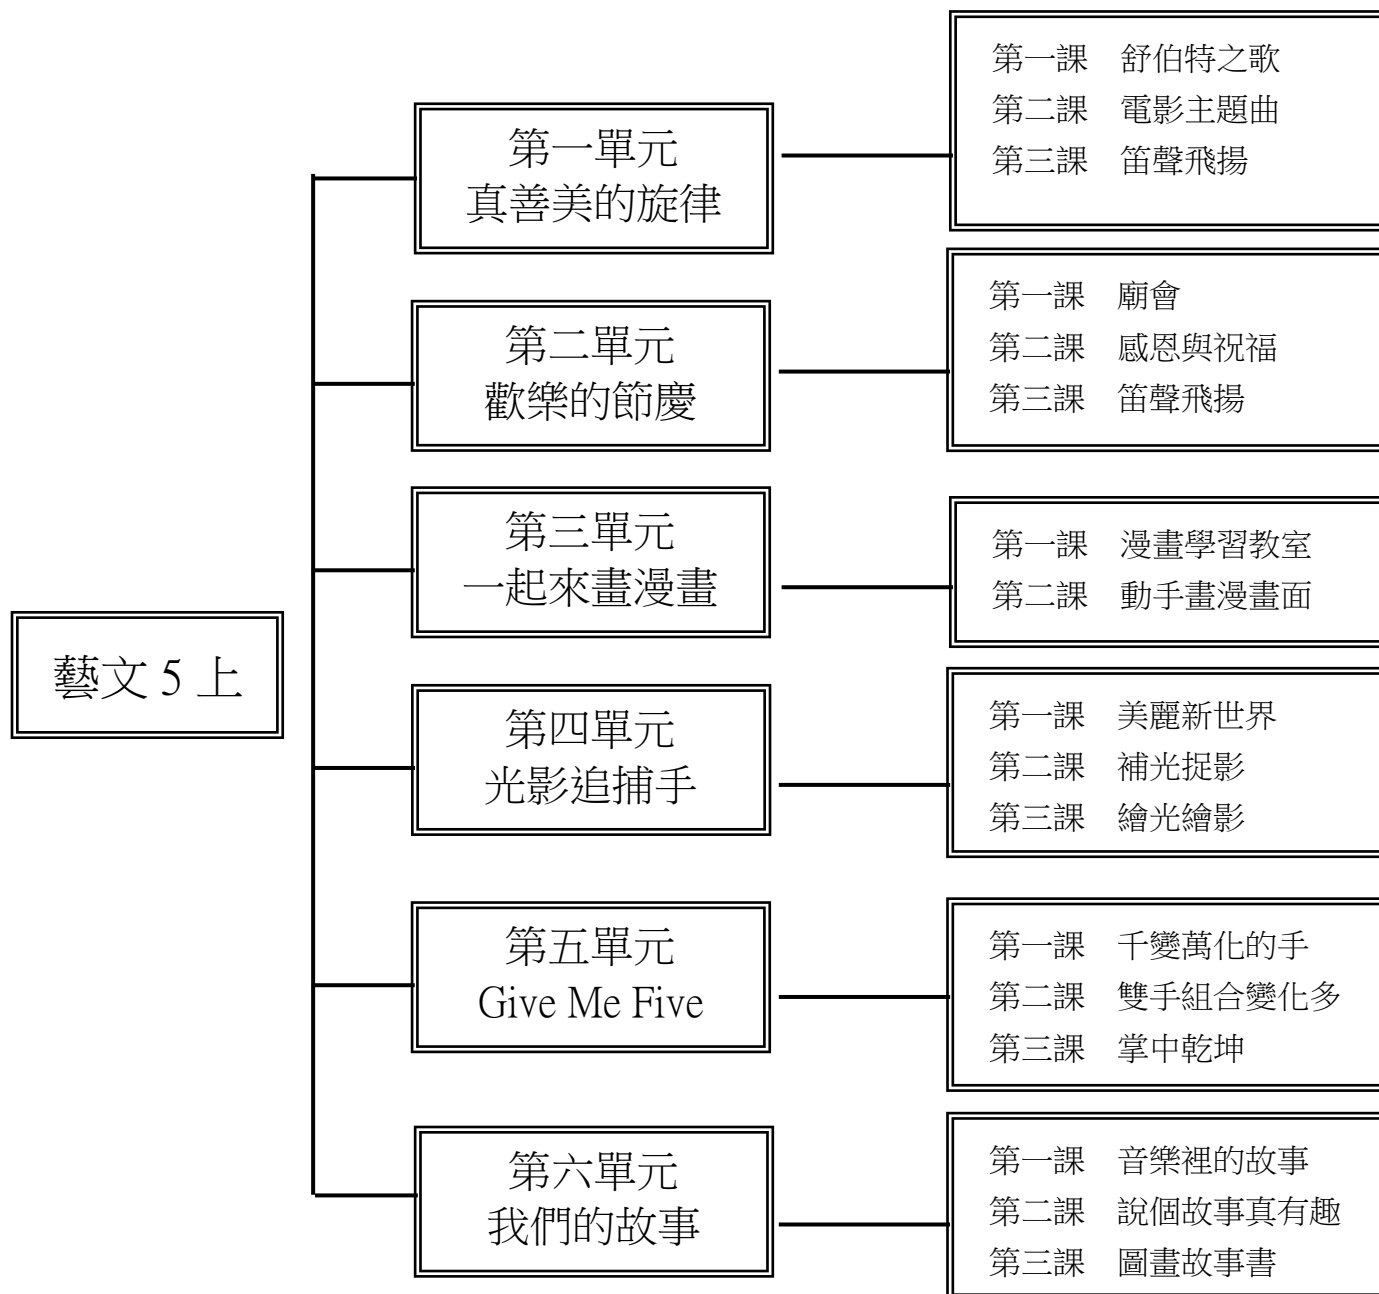 藝文 5 上
第一單元
真善美的旋律
第一課　舒伯特之歌
第二課　電影主題曲
第三課　笛聲飛揚
第二單元
歡樂的節慶
第一課　廟會
第二課　感恩與祝福
第三課　笛聲飛揚
第三單元
一起來畫漫畫
第一課　漫畫學習教室
第二課　動手畫漫畫面
第四單元
光影追捕手
第一課　美麗新世界
第二課　補光捉影
第三課　繪光繪影
第五單元
Give Me Five
第一課　千變萬化的手
第二課　雙手組合變化多
第三課　掌中乾坤
第六單元
我們的故事
第一課　音樂裡的故事
第二課　說個故事真有趣
第三課　圖畫故事書